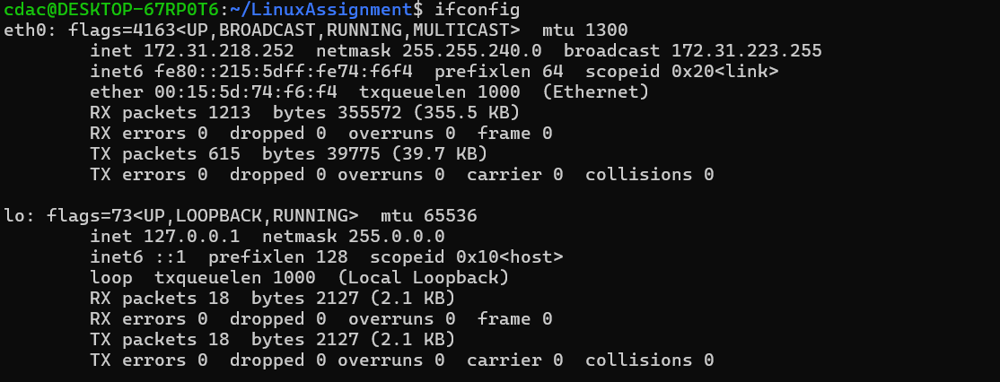 cdac@DESKTOP-67RP0T6:~/LinuxAssignment$ ifconfig
eth0: flags=4163<UP,BROADCAST,RUNNING,MULTICAST>  mtu 1300
        inet 172.31.218.252  netmask 255.255.240.0  broadcast 172.31.223.255
        inet6 fe80::215:5dff:fe74:f6f4  prefixlen 64  scopeid 0x20<link>
        ether 00:15:5d:74:f6:f4  txqueuelen 1000  (Ethernet)
        RX packets 1213  bytes 355572 (355.5 KB)
        RX errors 0  dropped 0  overruns 0  frame 0
        TX packets 615  bytes 39775 (39.7 KB)
        TX errors 0  dropped 0 overruns 0  carrier 0  collisions 0

lo: flags=73<UP,LOOPBACK,RUNNING>  mtu 65536
        inet 127.0.0.1  netmask 255.0.0.0
        inet6 ::1  prefixlen 128  scopeid 0x10<host>
        loop  txqueuelen 1000  (Local Loopback)
        RX packets 18  bytes 2127 (2.1 KB)
        RX errors 0  dropped 0  overruns 0  frame 0
        TX packets 18  bytes 2127 (2.1 KB)
        TX errors 0  dropped 0 overruns 0  carrier 0  collisions 0